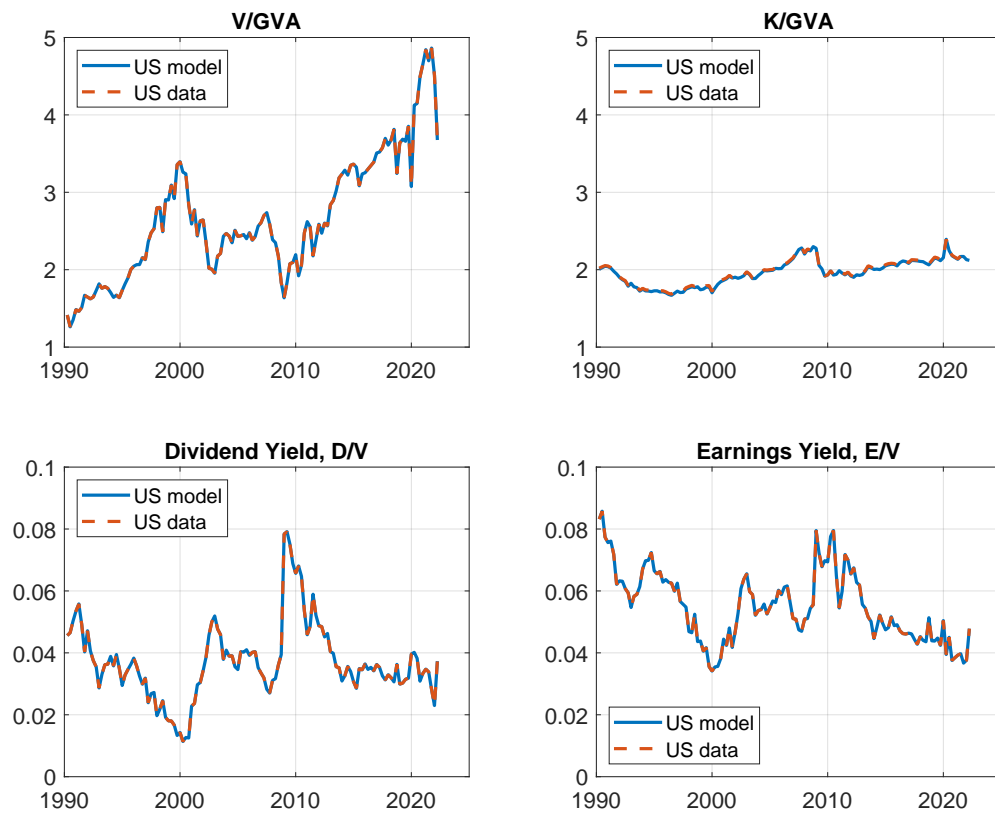 V/GVA
5
4
3
2
1
1990 2000 2010 2020
US model
US data
K/GVA
5
4
3
2
1
1990 2000 2010 2020
US model
US data
Dividend Yield, D/V
0.1
0.08
0.06
0.04
0.02
0
1990 2000 2010 2020
US model
US data
Earnings Yield, E/V
0.1
0.08
0.06
0.04
0.02
0
1990 2000 2010 2020
US model
US data